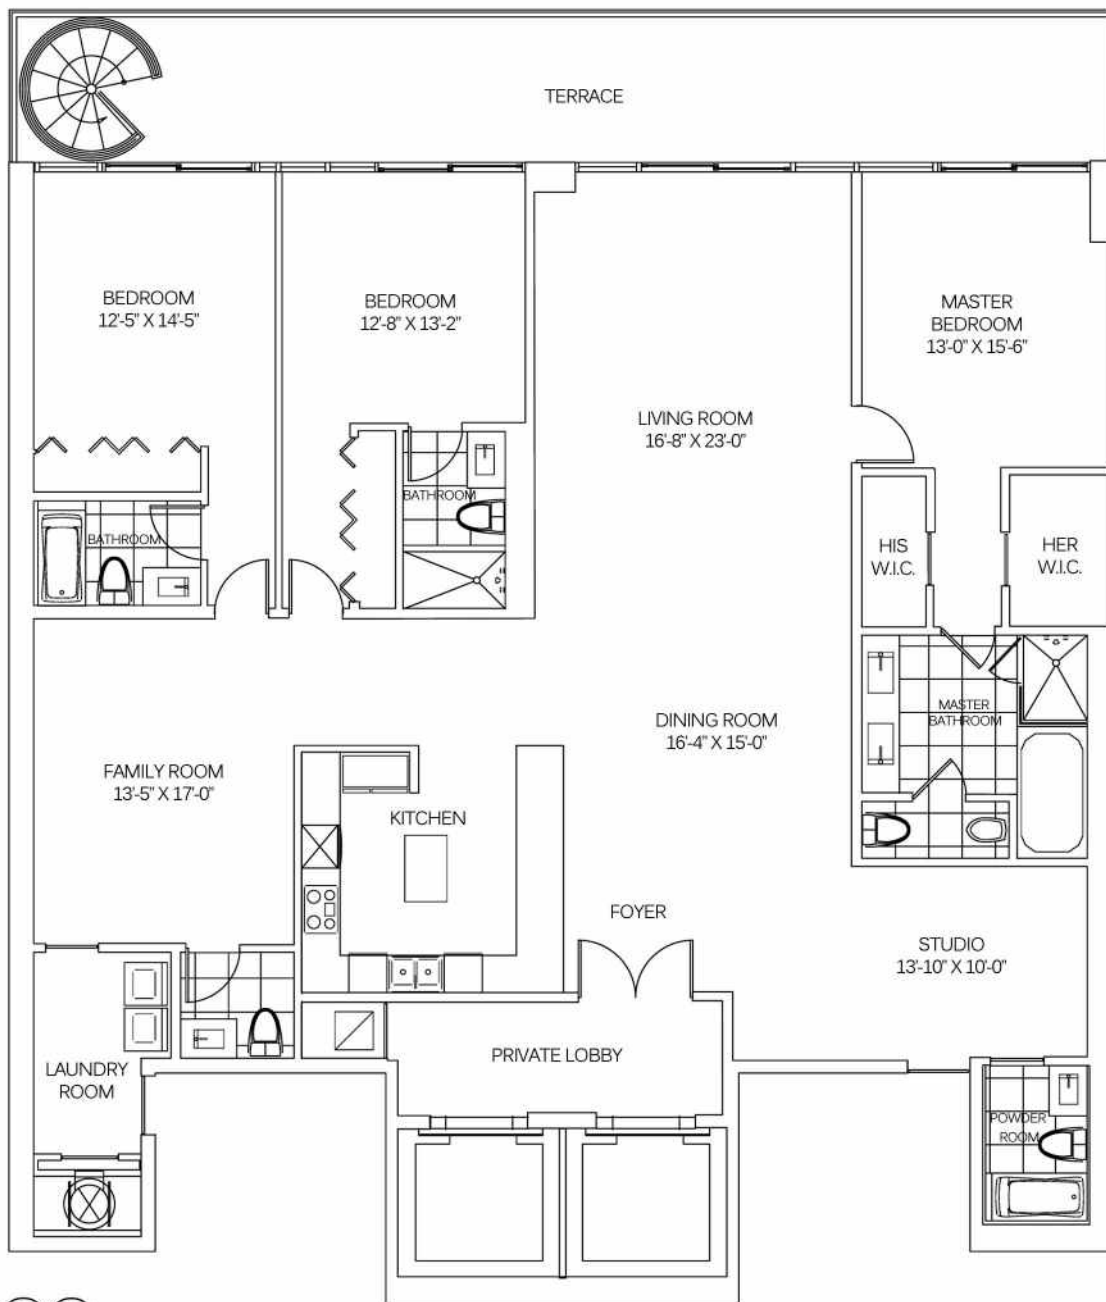 TERRACE
BEDROOM
12'-5" X 14'-5"
BEDROOM
12'-8" X 13'-2"
MASTER
BEDROOM
13'-0" X 15'-6"
LIVING ROOM
16'-8" X 23'-0"
BATHROOM
BATHROOM
HIS
W.I.C.
HER
W.I.C.
MASTER
BATHROOM
DINING ROOM
16'-4" X 15'-0"
FAMILY ROOM
13'-5" X 17'-0"
KITCHEN
FOYER
STUDIO
13'-10" X 10'-0"
PRIVATE LOBBY
LAUNDRY
ROOM
POWDER
ROOM